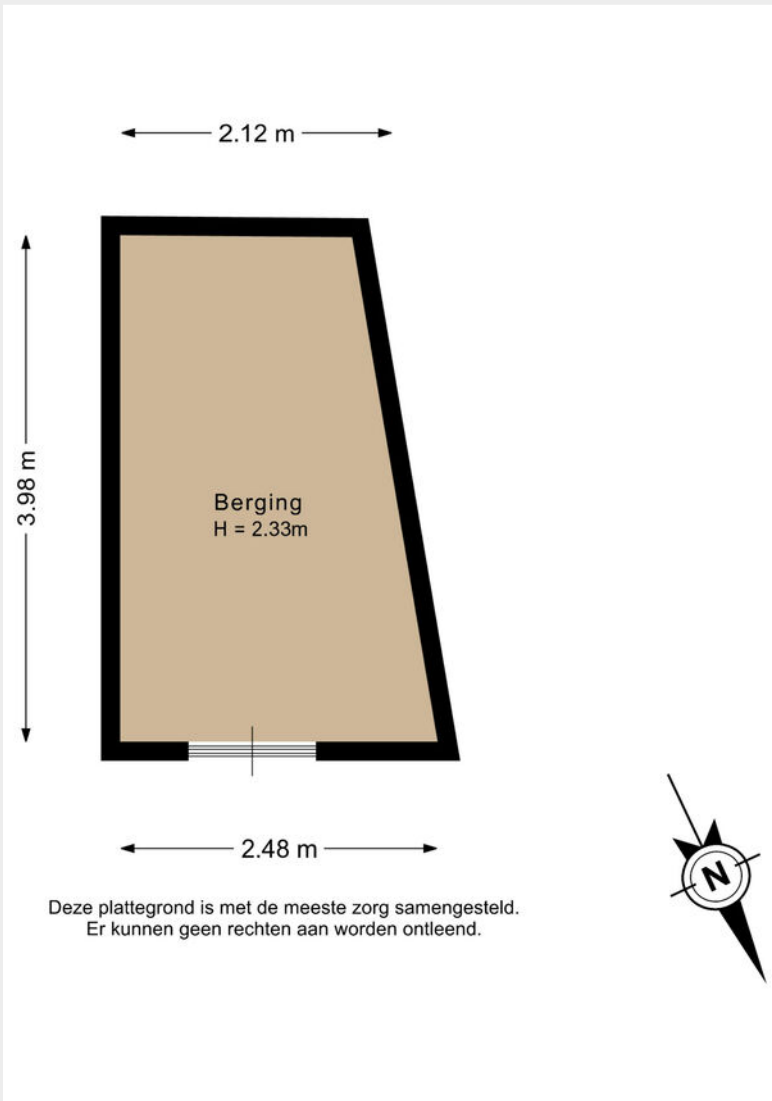 2.12 m
3.98 m
Berging
H = 2.33m
2.48 m
Deze plattegrond is met de meeste zorg samengesteld.
Er kunnen geen rechten aan worden ontleend.
N